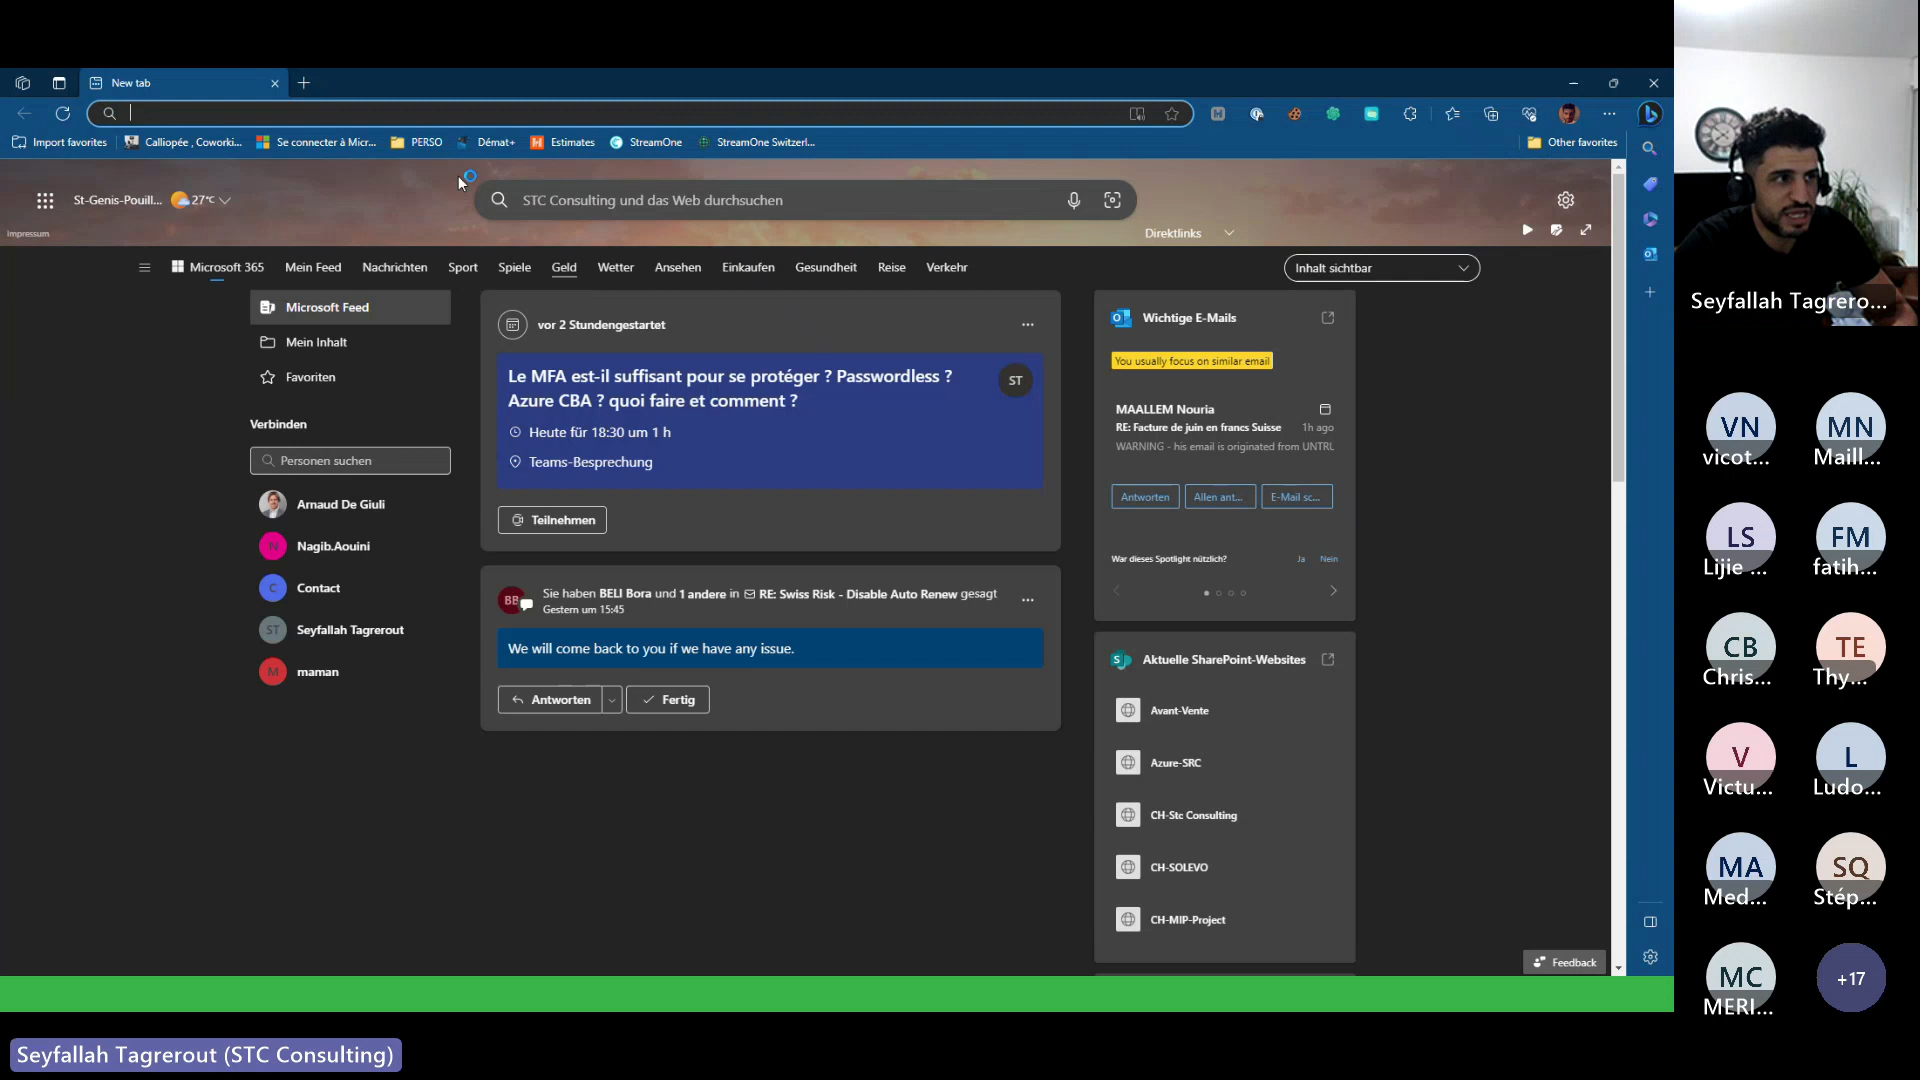 New tab
Import favorites
Calliopée , Coworki...
Se connecter à Micr...
PERSO
Démat+
Estimates
StreamOne
StreamOne Switzerl...
Other favorites
St-Genis-Pouill...
27°C
STC Consulting und das Web durchsuchen
Impressum
Direktlinks
Microsoft 365
Mein Feed
Nachrichten
Sport
Spiele
Geld
Wetter
Ansehen
Einkaufen
Gesundheit
Reise
Verkehr
Inhalt sichtbar
Microsoft Feed
Mein Inhalt
Favoriten
Verbinden
Personen suchen
Arnaud De Giuli
N
Nagib.Aouini
C
Contact
ST
Seyfallah Tagrerout
M
maman
vor 2 Stundengestartet
Le MFA est-il suffisant pour se protéger ? Passwordless ?
Azure CBA ? quoi faire et comment ?
ST
Heute für 18:30 um 1 h
Teams-Besprechung
Teilnehmen
BB
Sie haben BELI Bora und 1 andere in RE: Swiss Risk - Disable Auto Renew gesagt
Gestern um 15:45
We will come back to you if we have any issue.
Antworten
Fertig
Wichtige E-Mails
You usually focus on similar email
MAALLEM Nouria
RE: Facture de juin en francs Suisse
1h ago
WARNING - his email is originated from UNTRL
Antworten
Allen ant...
E-Mail sc...
War dieses Spotlight nützlich?
Ja
Nein
Aktuelle SharePoint-Websites
Avant-Vente
Azure-SRC
CH-Stc Consulting
CH-SOLEVO
CH-MIP-Project
Feedback
Seyfallah Tagrero...
VN
vicot...
MN
Maill...
LS
Lijie ...
FM
fatih...
CB
Chris...
TE
Thy...
V
Victu...
L
Ludo...
MA
Med...
SQ
Stép...
MC
MERI...
+17
Seyfallah Tagrerout (STC Consulting)